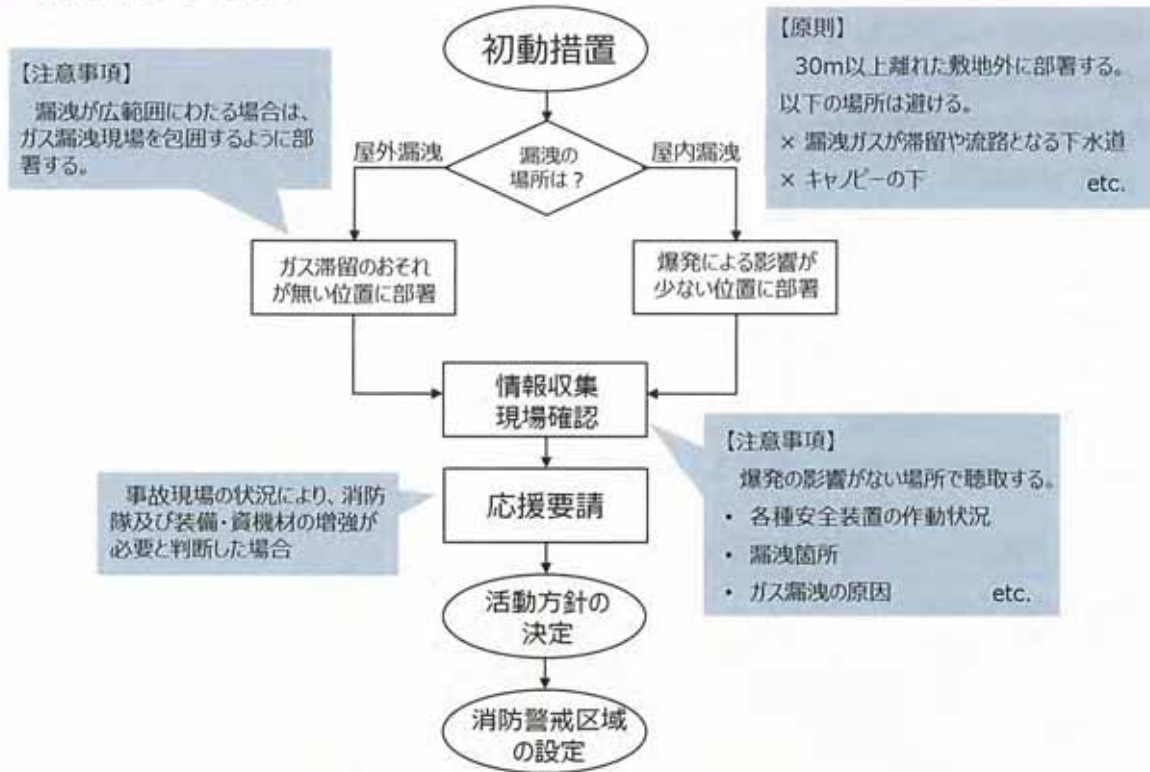 初動措置
【注意事項】
漏洩が広範囲にわたる場合は、
ガス漏洩現場を包囲するように部
署する。
【原則】
30m以上離れた敷地外に部署する。
以下の場所は避ける。
× 漏洩ガスが滞留や流路となる下水道
× キャノピーの下 etc.
屋外漏洩
漏洩の
場所は？
屋内漏洩
ガス滞留のおそれ
が無い位置に部署
爆発による影響が
少ない位置に部署
情報収集
現場確認
【注意事項】
爆発の影響がない場所で聴取する。
・ 各種安全装置の作動状況
・ 漏洩箇所
・ ガス漏洩の原因 etc.
事故現場の状況により、消防
隊及び装備・資機材の増強が
必要と判断した場合
応援要請
活動方針の
決定
消防警戒区域
の設定